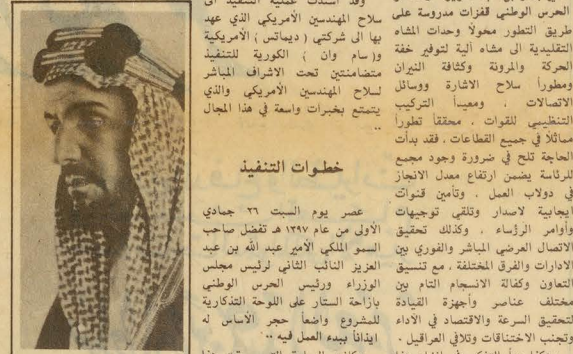 الحرس الوطني قفزات مدروسة على
طريق التطور مخولاً وحدات المشاه
التقليدية الى مشاه آلية لتوفير خفة
الحركة والمرونة وكثافة النيران
ومطوراً سلاح الاشارة ووسائل
الاتصالات . ومعيداً التركيب
التنظيمي للقوات . محققاً تطوراً
مماثلاً في جميع القطاعات . فقد بدأت
الحاجة تلح في ضرورة وجود مجمع
للرئاسة يضمن ارتفاع معدل الانجاز
في دولاب العمل . وتأمين قنوات
ايجابية لاصدار وتلقي توجيهات
وأوامر الرؤساء . وكذلك تحقيق
الاتصال العرضي المباشر والفوري بين
الادارات والفرق المختلفة . مع تنسيق
التعاون وكفالة الانسجام التام بين
مختلف عناصر وأجهزة القيادة
لتحقيق السرعة والاقتصاد في الأداء
وتجنب الاختناقات وتلافي العراقيل .
وقد اسندت عملية التنفيذ الى
سلاح المهندسين الأمريكي الذي عهد
بها الى شركتي ( ديماتس ) الأمريكية
و( سام وان ) الكورية للتنفيذ
متضامنتين تحت الاشراف المباشر
لسلاح المهندسين الأمريكي والذي
يتمتع بخبرات واسعة في هذا المجال
..
خطوات التنفيذ
عصر يوم السبت ٢٦ جمادي
الأولى من عام ١٣٩٧ هـ تفضل صاحب
السمو الملكي الأمير عبد الله بن عبد
العزيز النائب الثاني لرئيس مجلس
الوزراء ورئيس الحرس الوطني
بازاحة الستار على اللوحة التذكارية
للمشروع واضعاً حجر الأساس له
ايذاناً ببدء العمل فيه ..